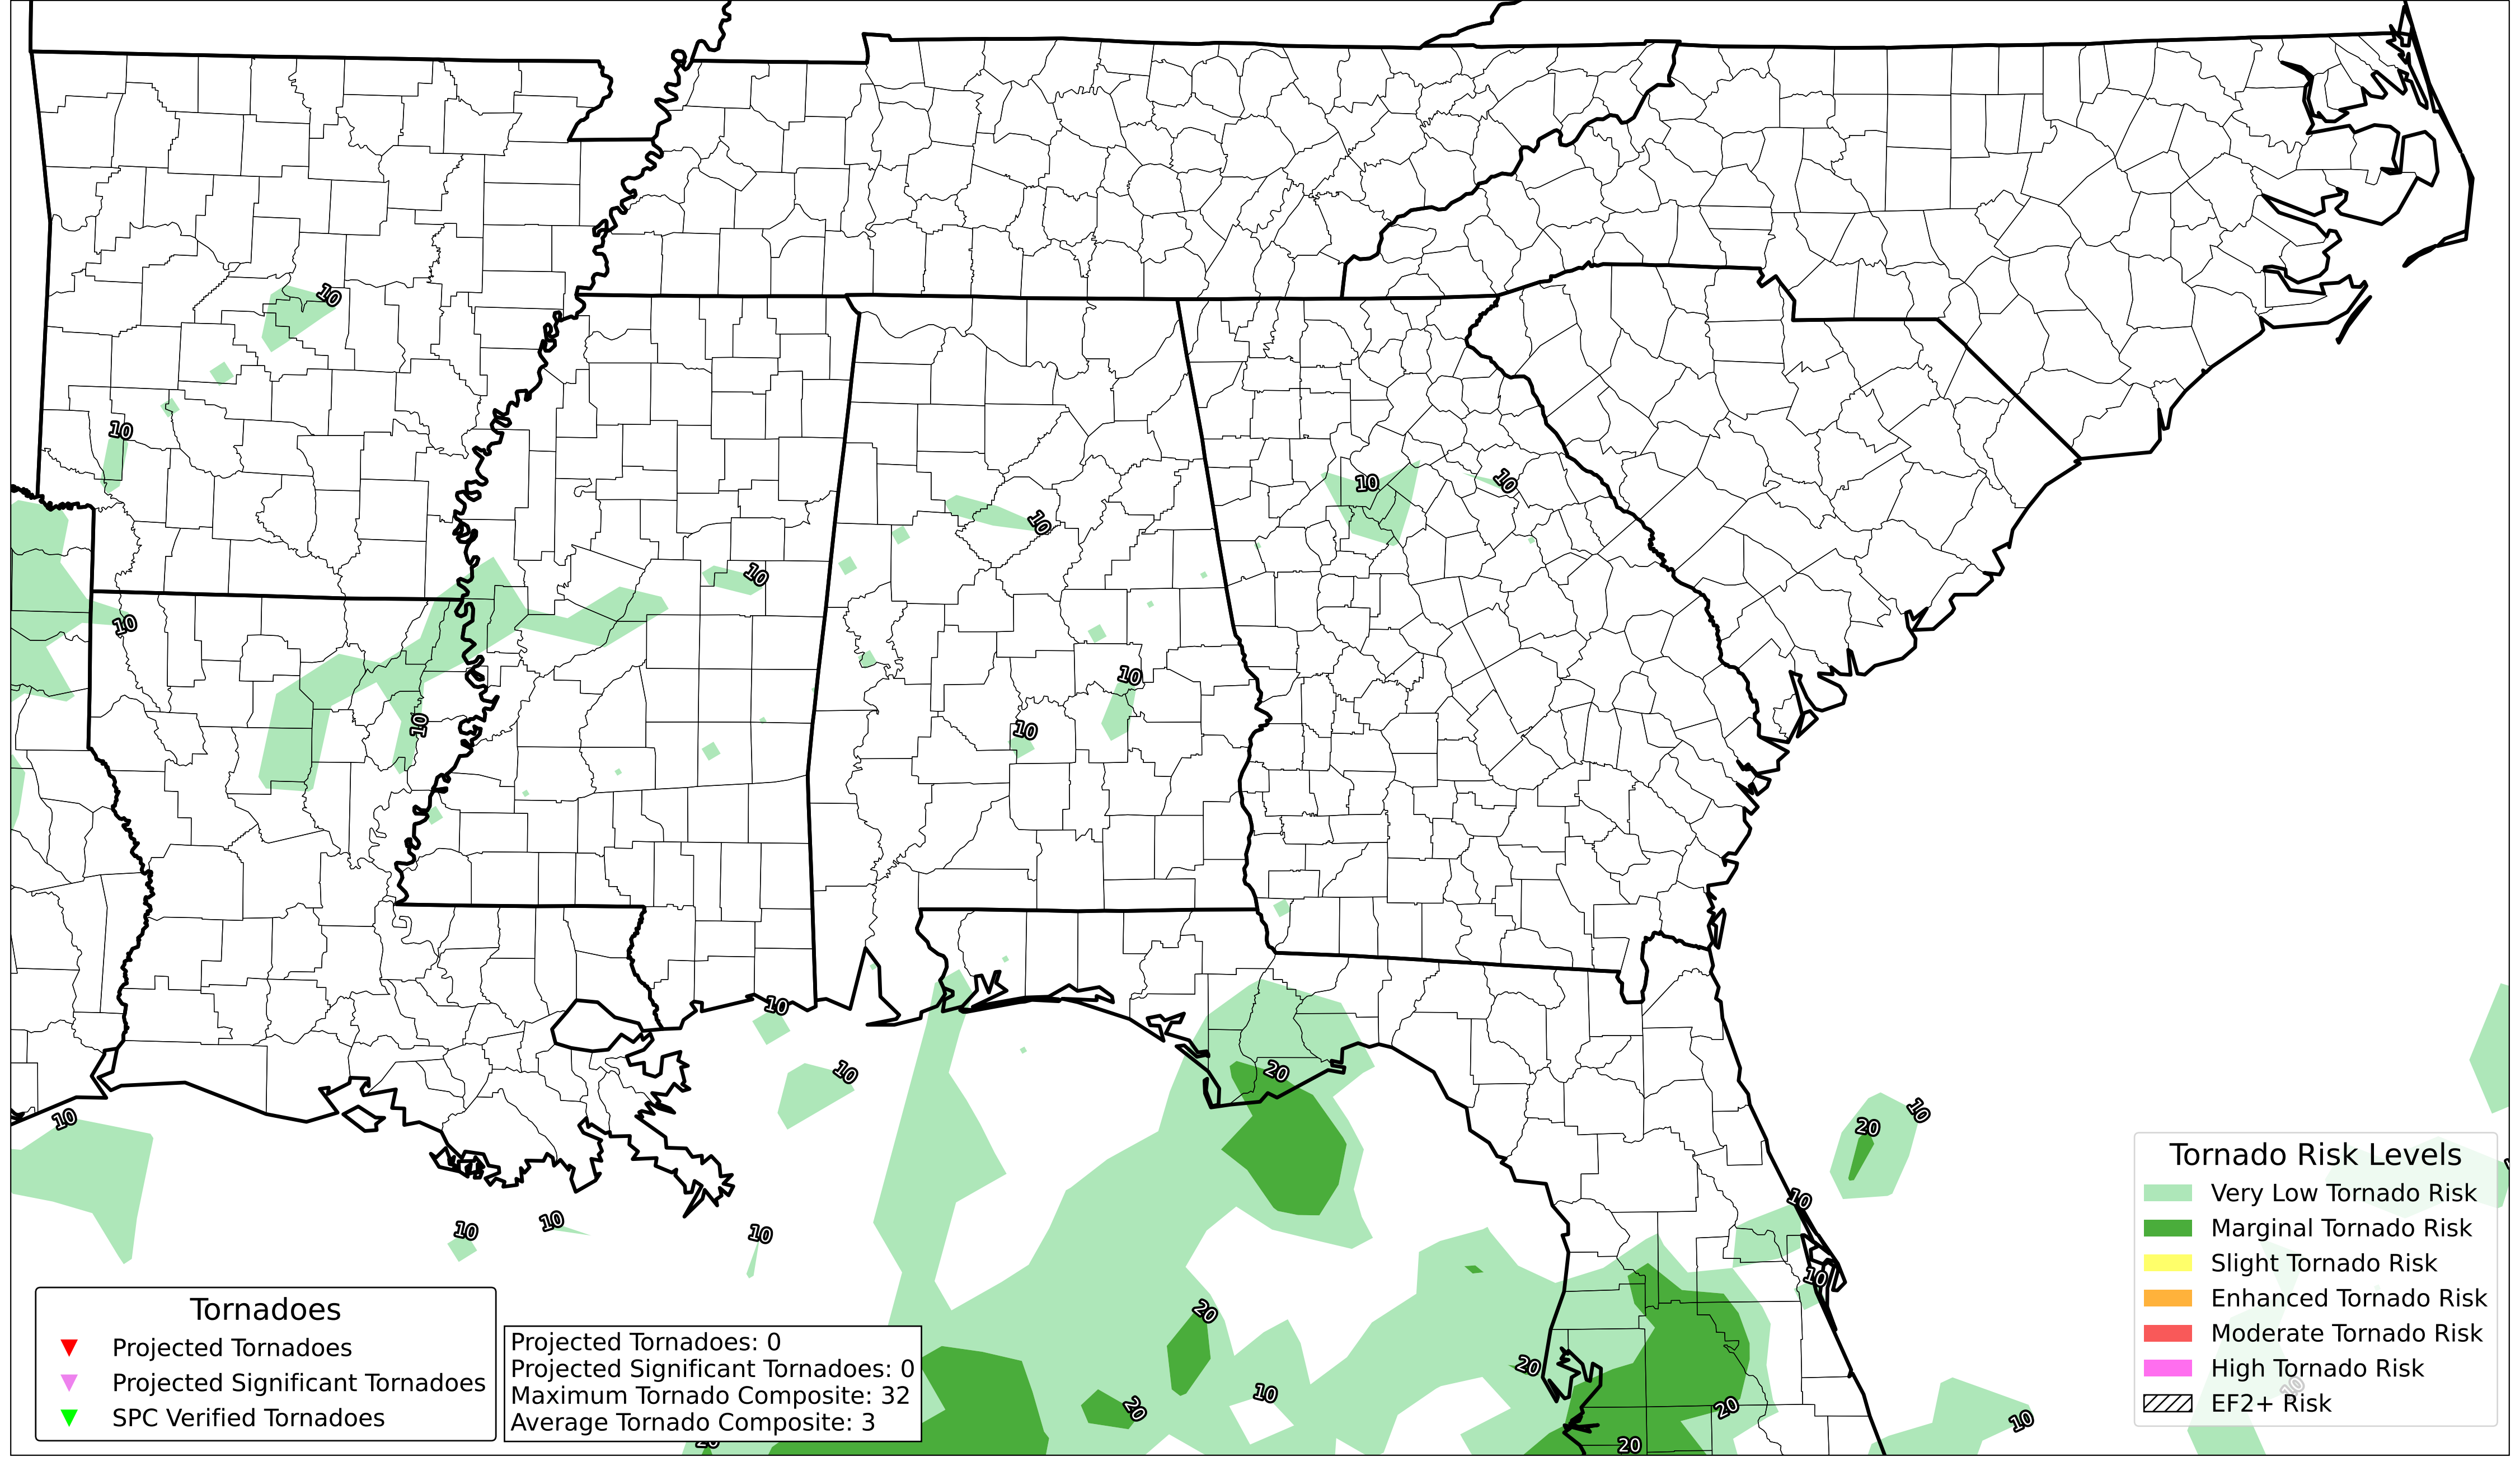 10
10
10
10
10
10
10
10
10
10
10
20
10
10
20
10
10
10
10
10
10
20
20
10
20
20
10
10
20
20
Tornadoes
Projected Tornadoes
Projected Significant Tornadoes
SPC Verified Tornadoes
Projected Tornadoes: 0
Projected Significant Tornadoes: 0
Maximum Tornado Composite: 32
Average Tornado Composite: 3
Tornado Risk Levels
Very Low Tornado Risk
Marginal Tornado Risk
Slight Tornado Risk
Enhanced Tornado Risk
Moderate Tornado Risk
High Tornado Risk
EF2+ Risk